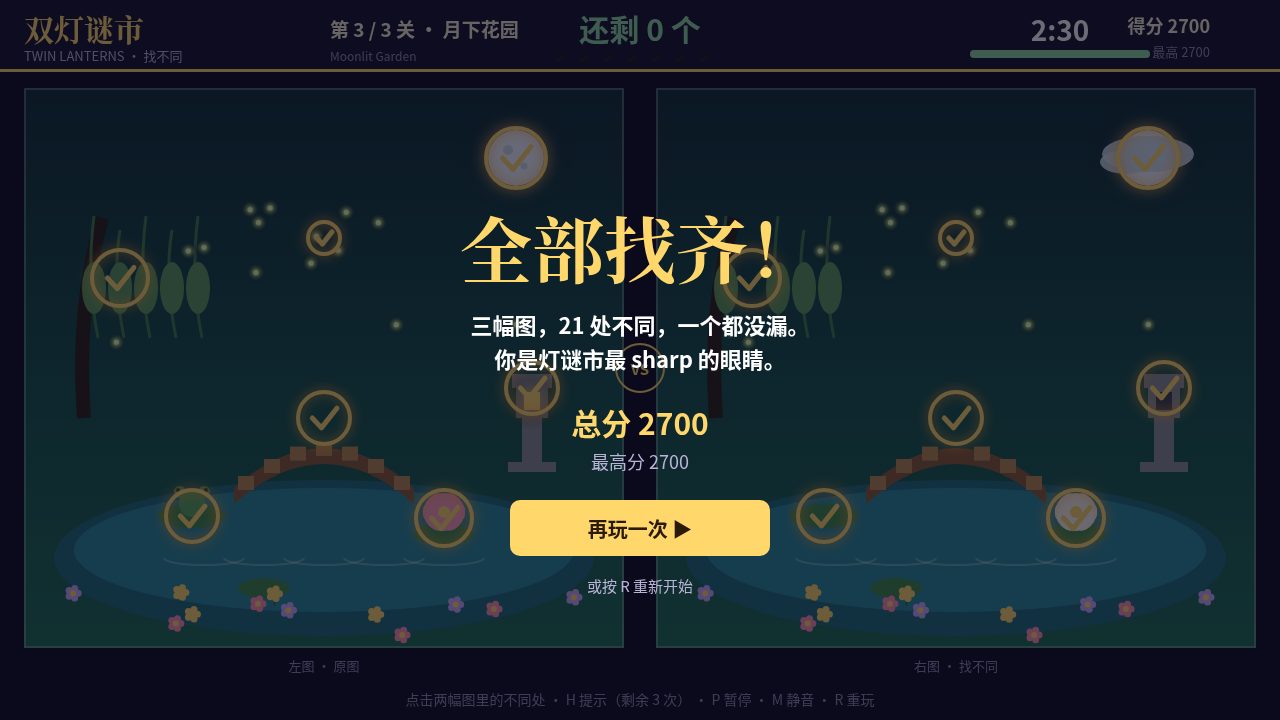 双灯谜市
TWIN LANTERNS · 找不同
第 3 / 3 关 · 月下花园
Moonlit Garden
还剩 0 个
2:30
得分 2700
最高 2700
全部找齐！
三幅图，21 处不同，一个都没漏。
你是灯谜市最 sharp 的眼睛。
VS
总分 2700
最高分 2700
再玩一次 ▶
或按 R 重新开始
左图 · 原图
右图 · 找不同
点击两幅图里的不同处 · H 提示（剩余 3 次） · P 暂停 · M 静音 · R 重玩